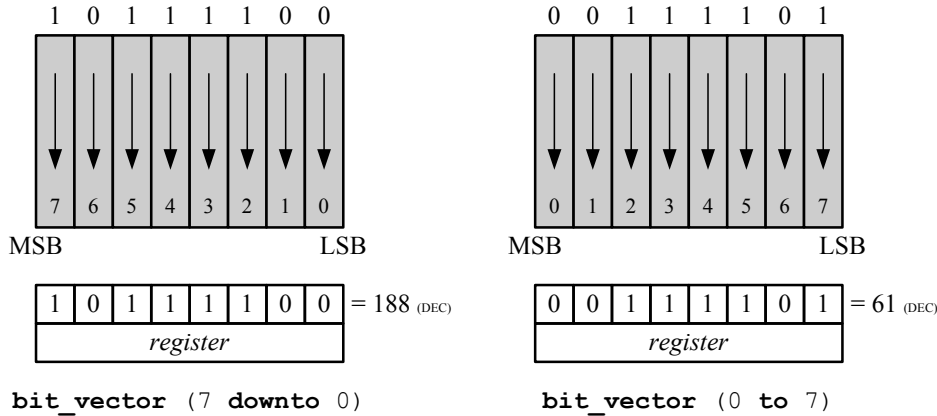 1 0 1 1 1 1 0 0
0 0 1 1 1 1 0 1
7 6 5 4 3 2 1 0
0 1 2 3 4 5 6 7
MSB LSB
MSB LSB
1 0 1 1 1 1 0 0 = 188 (DEC)
0 0 1 1 1 1 0 1 = 61 (DEC)
register
register
bit_vector (7 downto 0)
bit_vector (0 to 7)